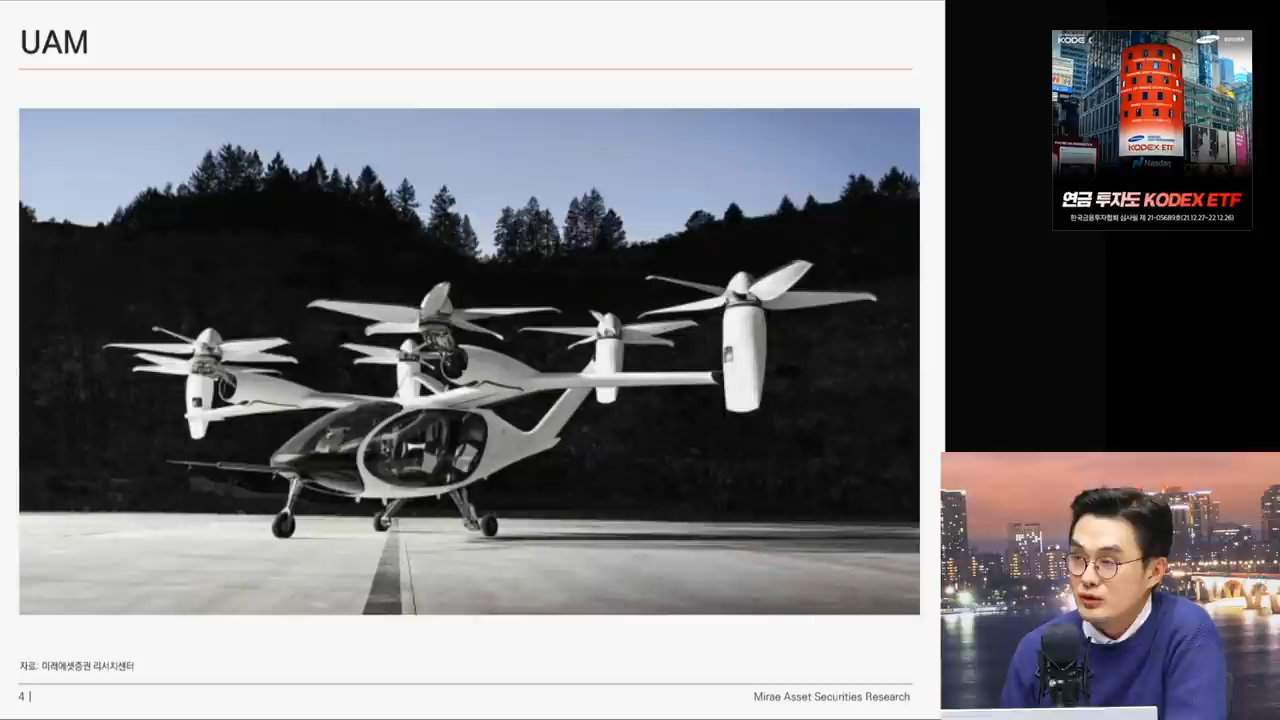 UAM
자료: 미래에셋증권 리서치센터
4 |
Mirae Asset Securities Research
KODEX ETF
Nasdaq
연금 투자도 KODEX ETF
한국금융투자협회 심사필 제 21-05689호(21.12.27~22.12.26)